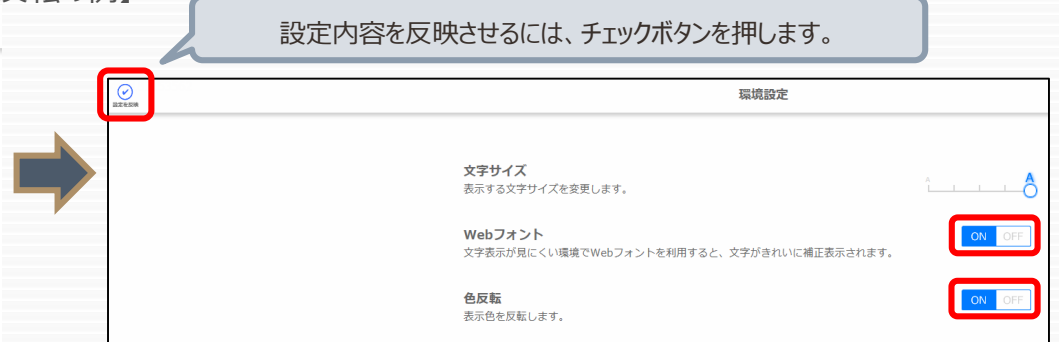 設定内容を反映させるには、チェックボタンを押します。
設定を反映
環境設定
文字サイズ
表示する文字サイズを変更します。
A A
Webフォント
文字表示が見にくい環境でWebフォントを利用すると、文字がきれいに補正表示されます。
ON OFF
色反転
表示色を反転します。
ON OFF